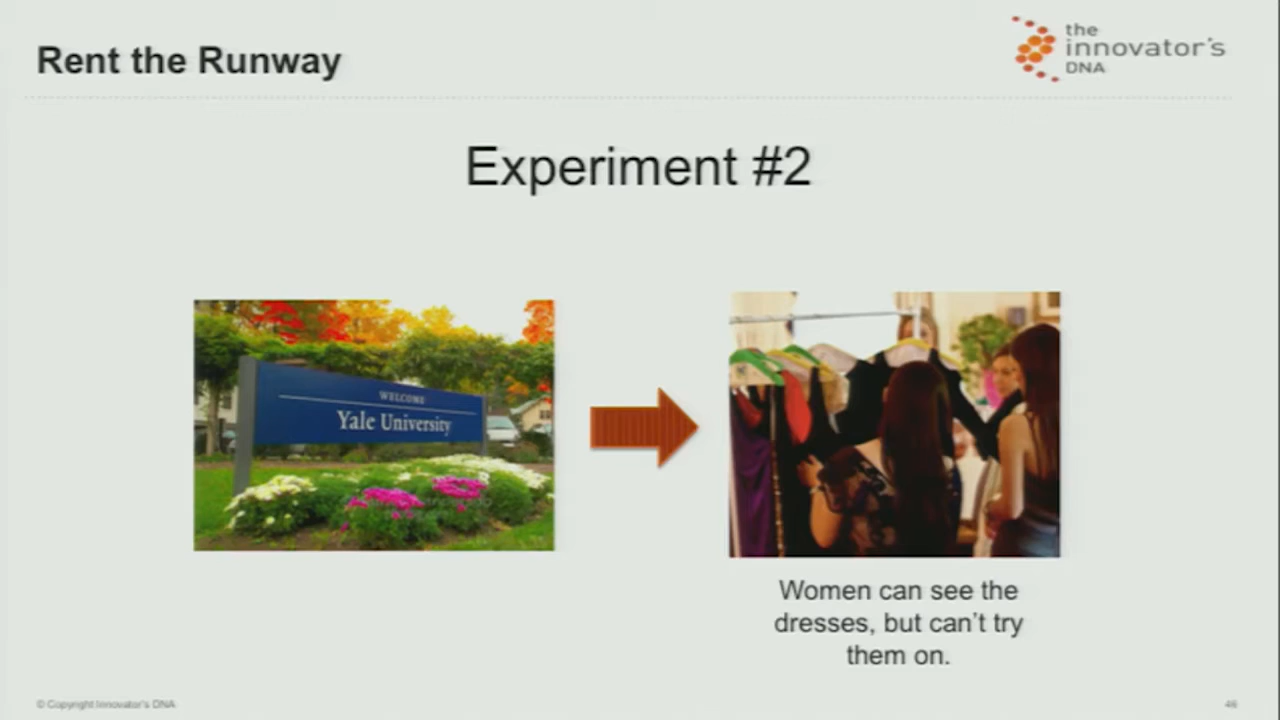 Rent the Runway
the
innovator's
DNA
Experiment #2
WELCOME
Yale University
Women can see the
dresses, but can't try
them on.
© Copyright Innovator's DNA
46